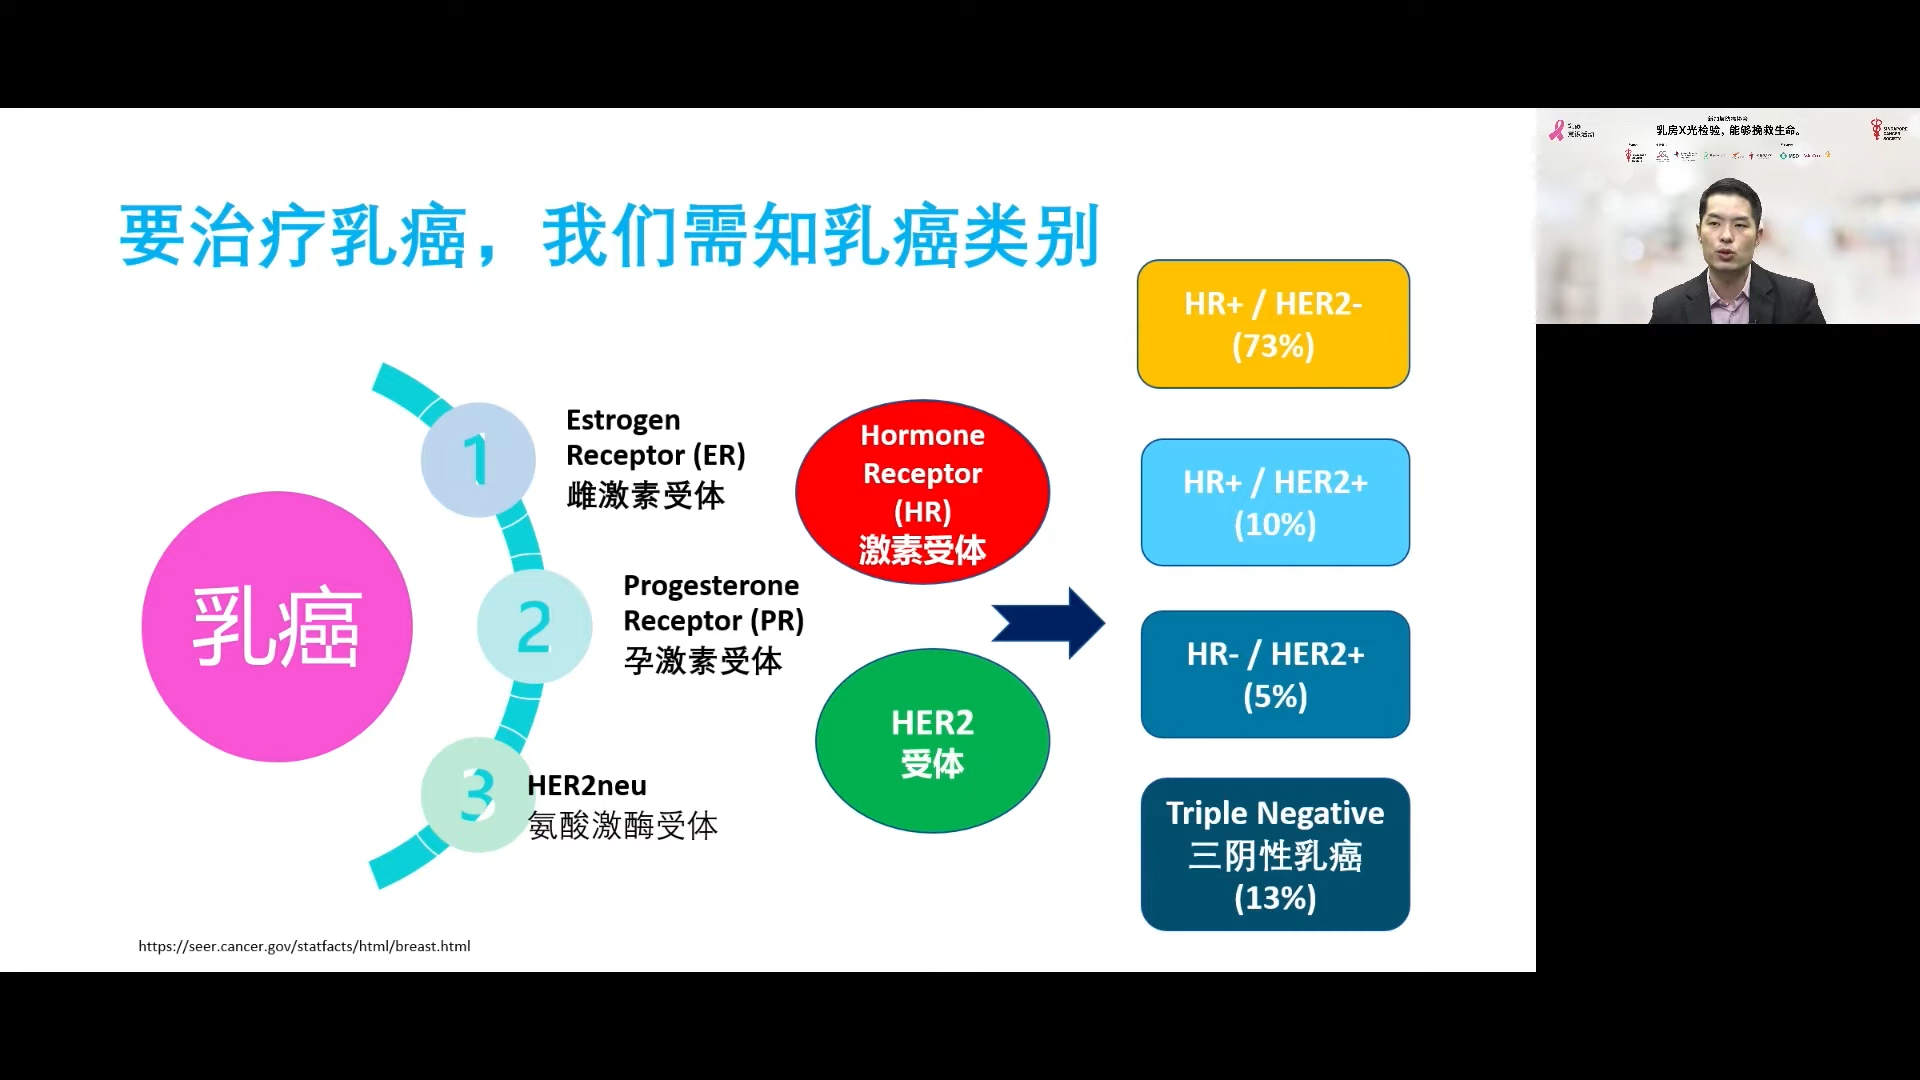 要治疗乳癌，我们需知乳癌类别
乳癌
1
Estrogen
Receptor (ER)
雌激素受体
2
Progesterone
Receptor (PR)
孕激素受体
3
HER2neu
氨酸激酶受体
Hormone
Receptor
(HR)
激素受体
HER2
受体
HR+ / HER2-
(73%)
HR+ / HER2+
(10%)
HR- / HER2+
(5%)
Triple Negative
三阴性乳癌
(13%)
https://seer.cancer.gov/statfacts/html/breast.html
乳房X光检验，能够挽救生命。
SINGAPORE
CANCER
SOCIETY
MSD